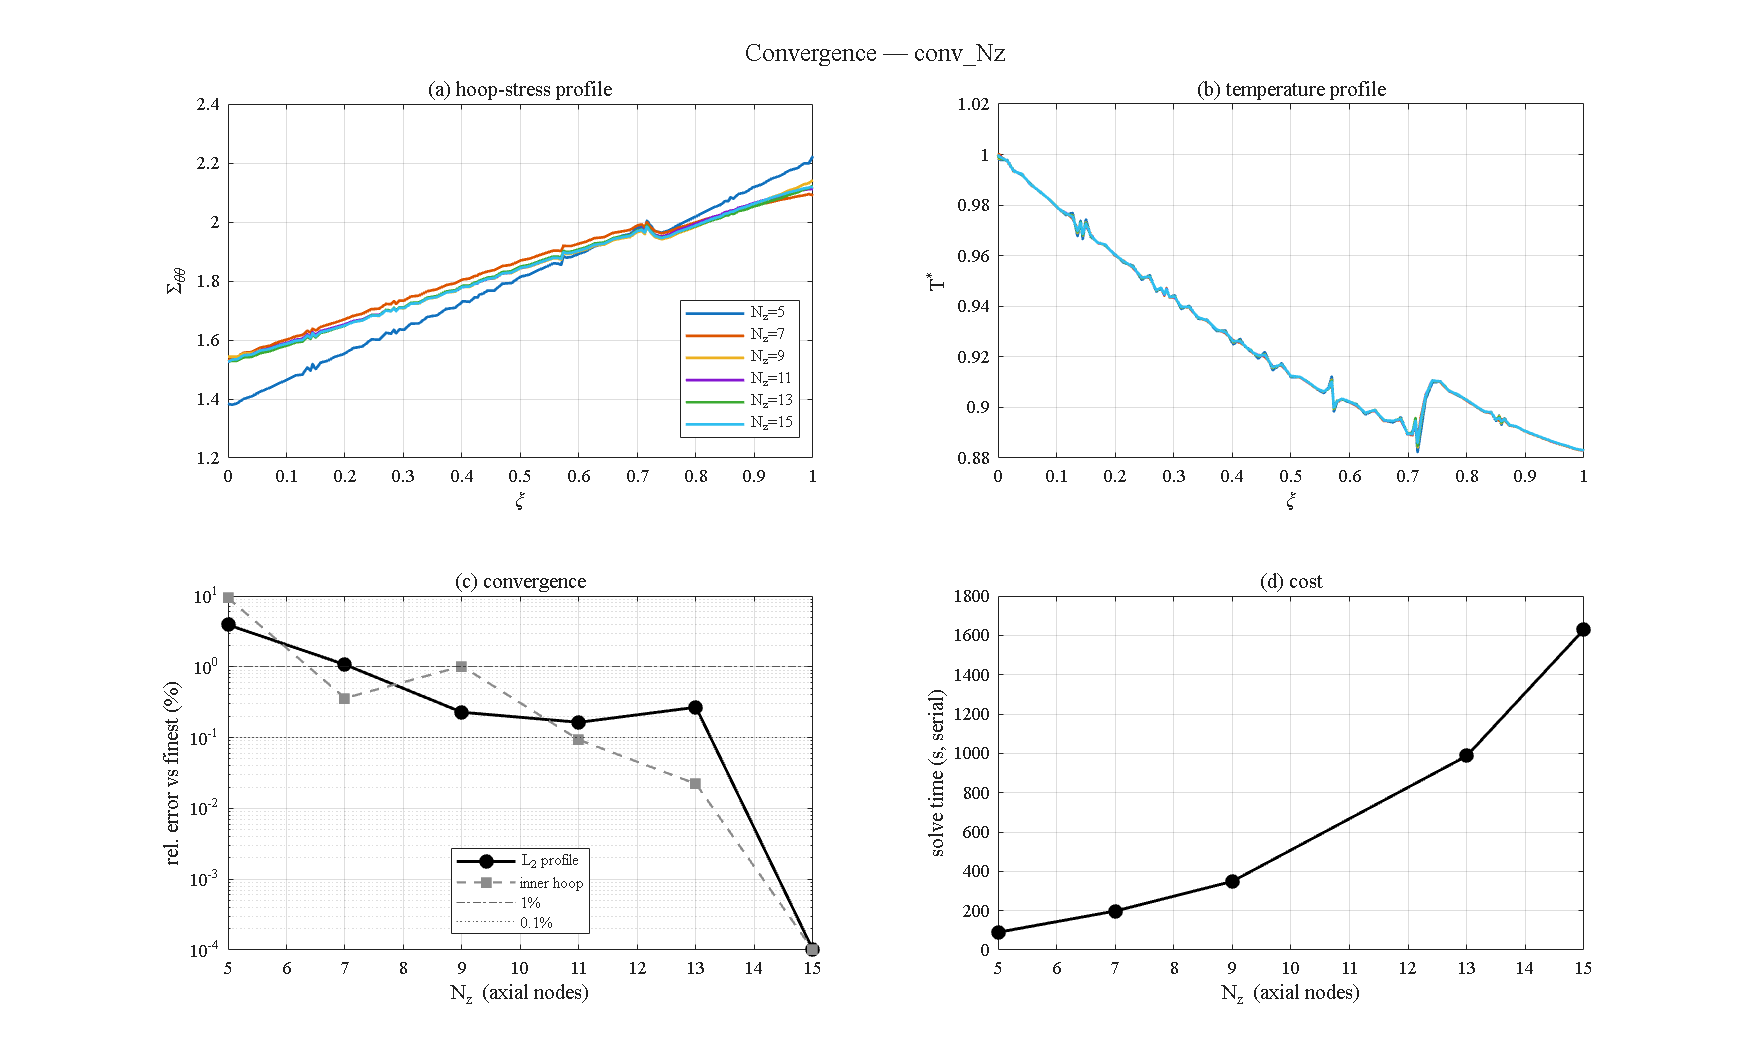 Convergence — conv_Nz
(a) hoop-stress profile
2.4
2.2
2
1.8
1.6
1.4
1.2
Σθθ
0 0.1 0.2 0.3 0.4 0.5 0.6 0.7 0.8 0.9 1
ξ
Nz=5
Nz=7
Nz=9
Nz=11
Nz=13
Nz=15
(b) temperature profile
1.02
1
0.98
0.96
0.94
0.92
0.9
0.88
T*
0 0.1 0.2 0.3 0.4 0.5 0.6 0.7 0.8 0.9 1
ξ
(c) convergence
10^1
10^0
10^-1
10^-2
10^-3
10^-4
rel. error vs finest (%)
L2 profile
inner hoop
1%
0.1%
5 6 7 8 9 10 11 12 13 14 15
Nz (axial nodes)
(d) cost
1800
1600
1400
1200
1000
800
600
400
200
0
solve time (s, serial)
5 6 7 8 9 10 11 12 13 14 15
Nz (axial nodes)